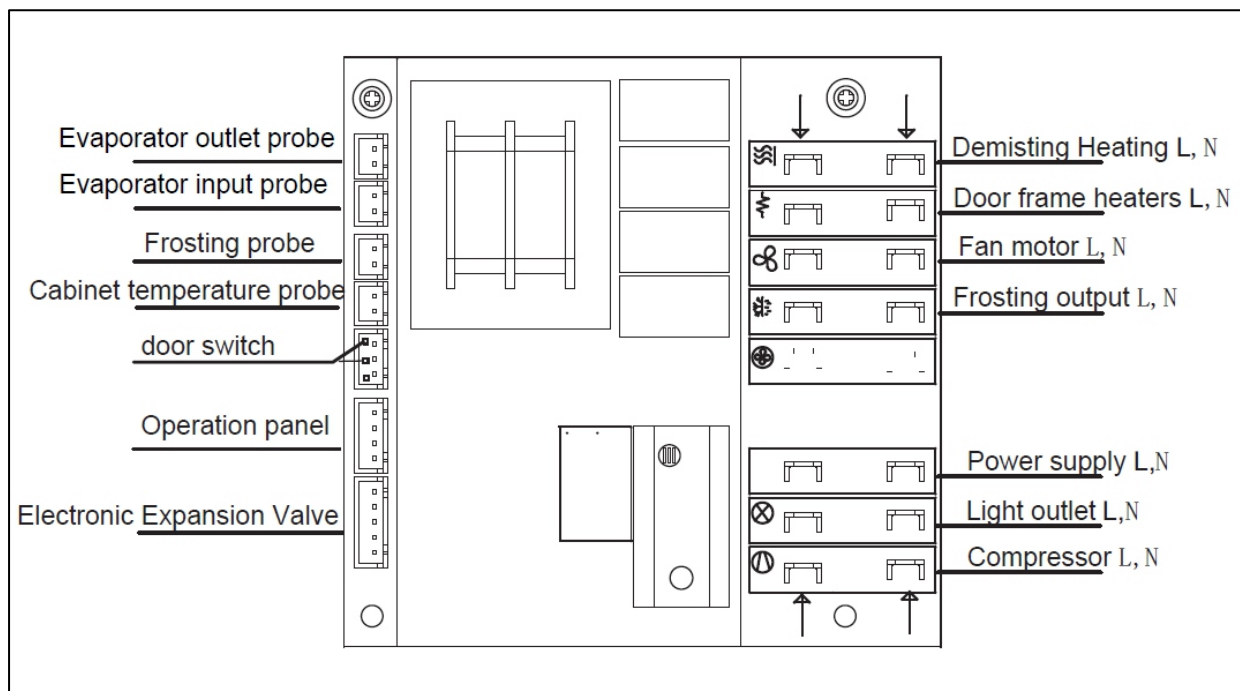 Evaporator outlet probe
Evaporator input probe
Frosting probe
Cabinet temperature probe
door switch
Operation panel
Electronic Expansion Valve
Demisting Heating L, N
Door frame heaters L, N
Fan motor L, N
Frosting output L, N
Power supply L,N
Light outlet L,N
Compressor L, N